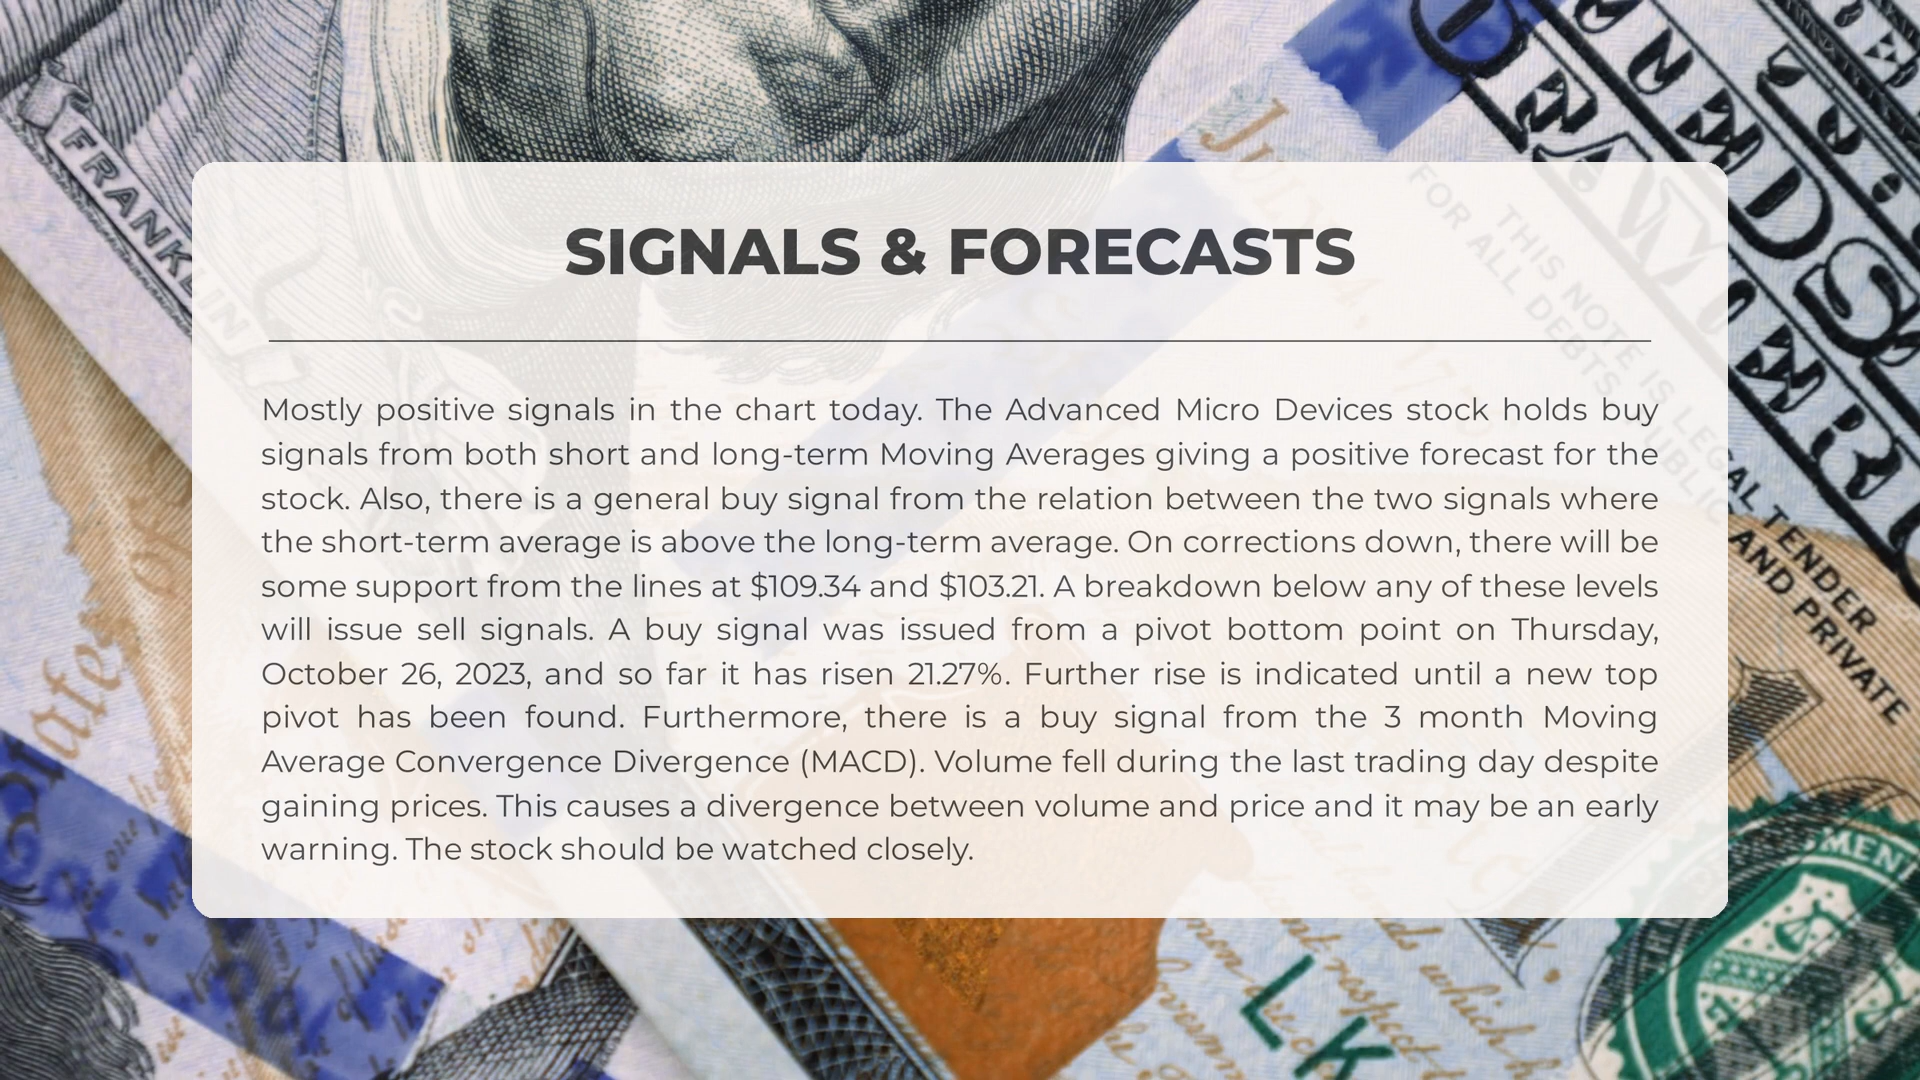 FRANKLIN
JULY 4, 1776
THIS NOTE IS LEGAL TENDER
FOR ALL DEBTS PUBLIC AND PRIVATE
SIGNALS & FORECASTS
Mostly positive signals in the chart today. The Advanced Micro Devices stock holds buy
signals from both short and long-term Moving Averages giving a positive forecast for the
stock. Also, there is a general buy signal from the relation between the two signals where
the short-term average is above the long-term average. On corrections down, there will be
some support from the lines at $109.34 and $103.21. A breakdown below any of these levels
will issue sell signals. A buy signal was issued from a pivot bottom point on Thursday,
October 26, 2023, and so far it has risen 21.27%. Further rise is indicated until a new top
pivot has been found. Furthermore, there is a buy signal from the 3 month Moving
Average Convergence Divergence (MACD). Volume fell during the last trading day despite
gaining prices. This causes a divergence between volume and price and it may be an early
warning. The stock should be watched closely.
LK